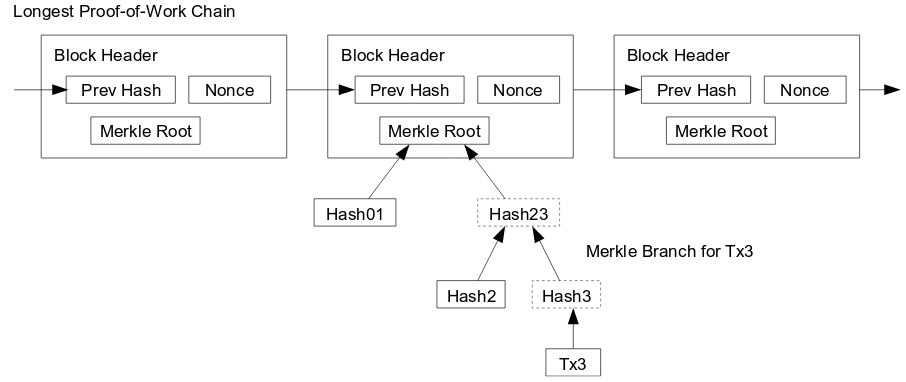 Longest Proof-of-Work Chain
Block Header
Block Header
Block Header
Prev Hash
Nonce
Prev Hash
Nonce
Prev Hash
Nonce
Merkle Root
Merkle Root
Merkle Root
Hash01
Hash23
Merkle Branch for Tx3
Hash2
Hash3
Tx3